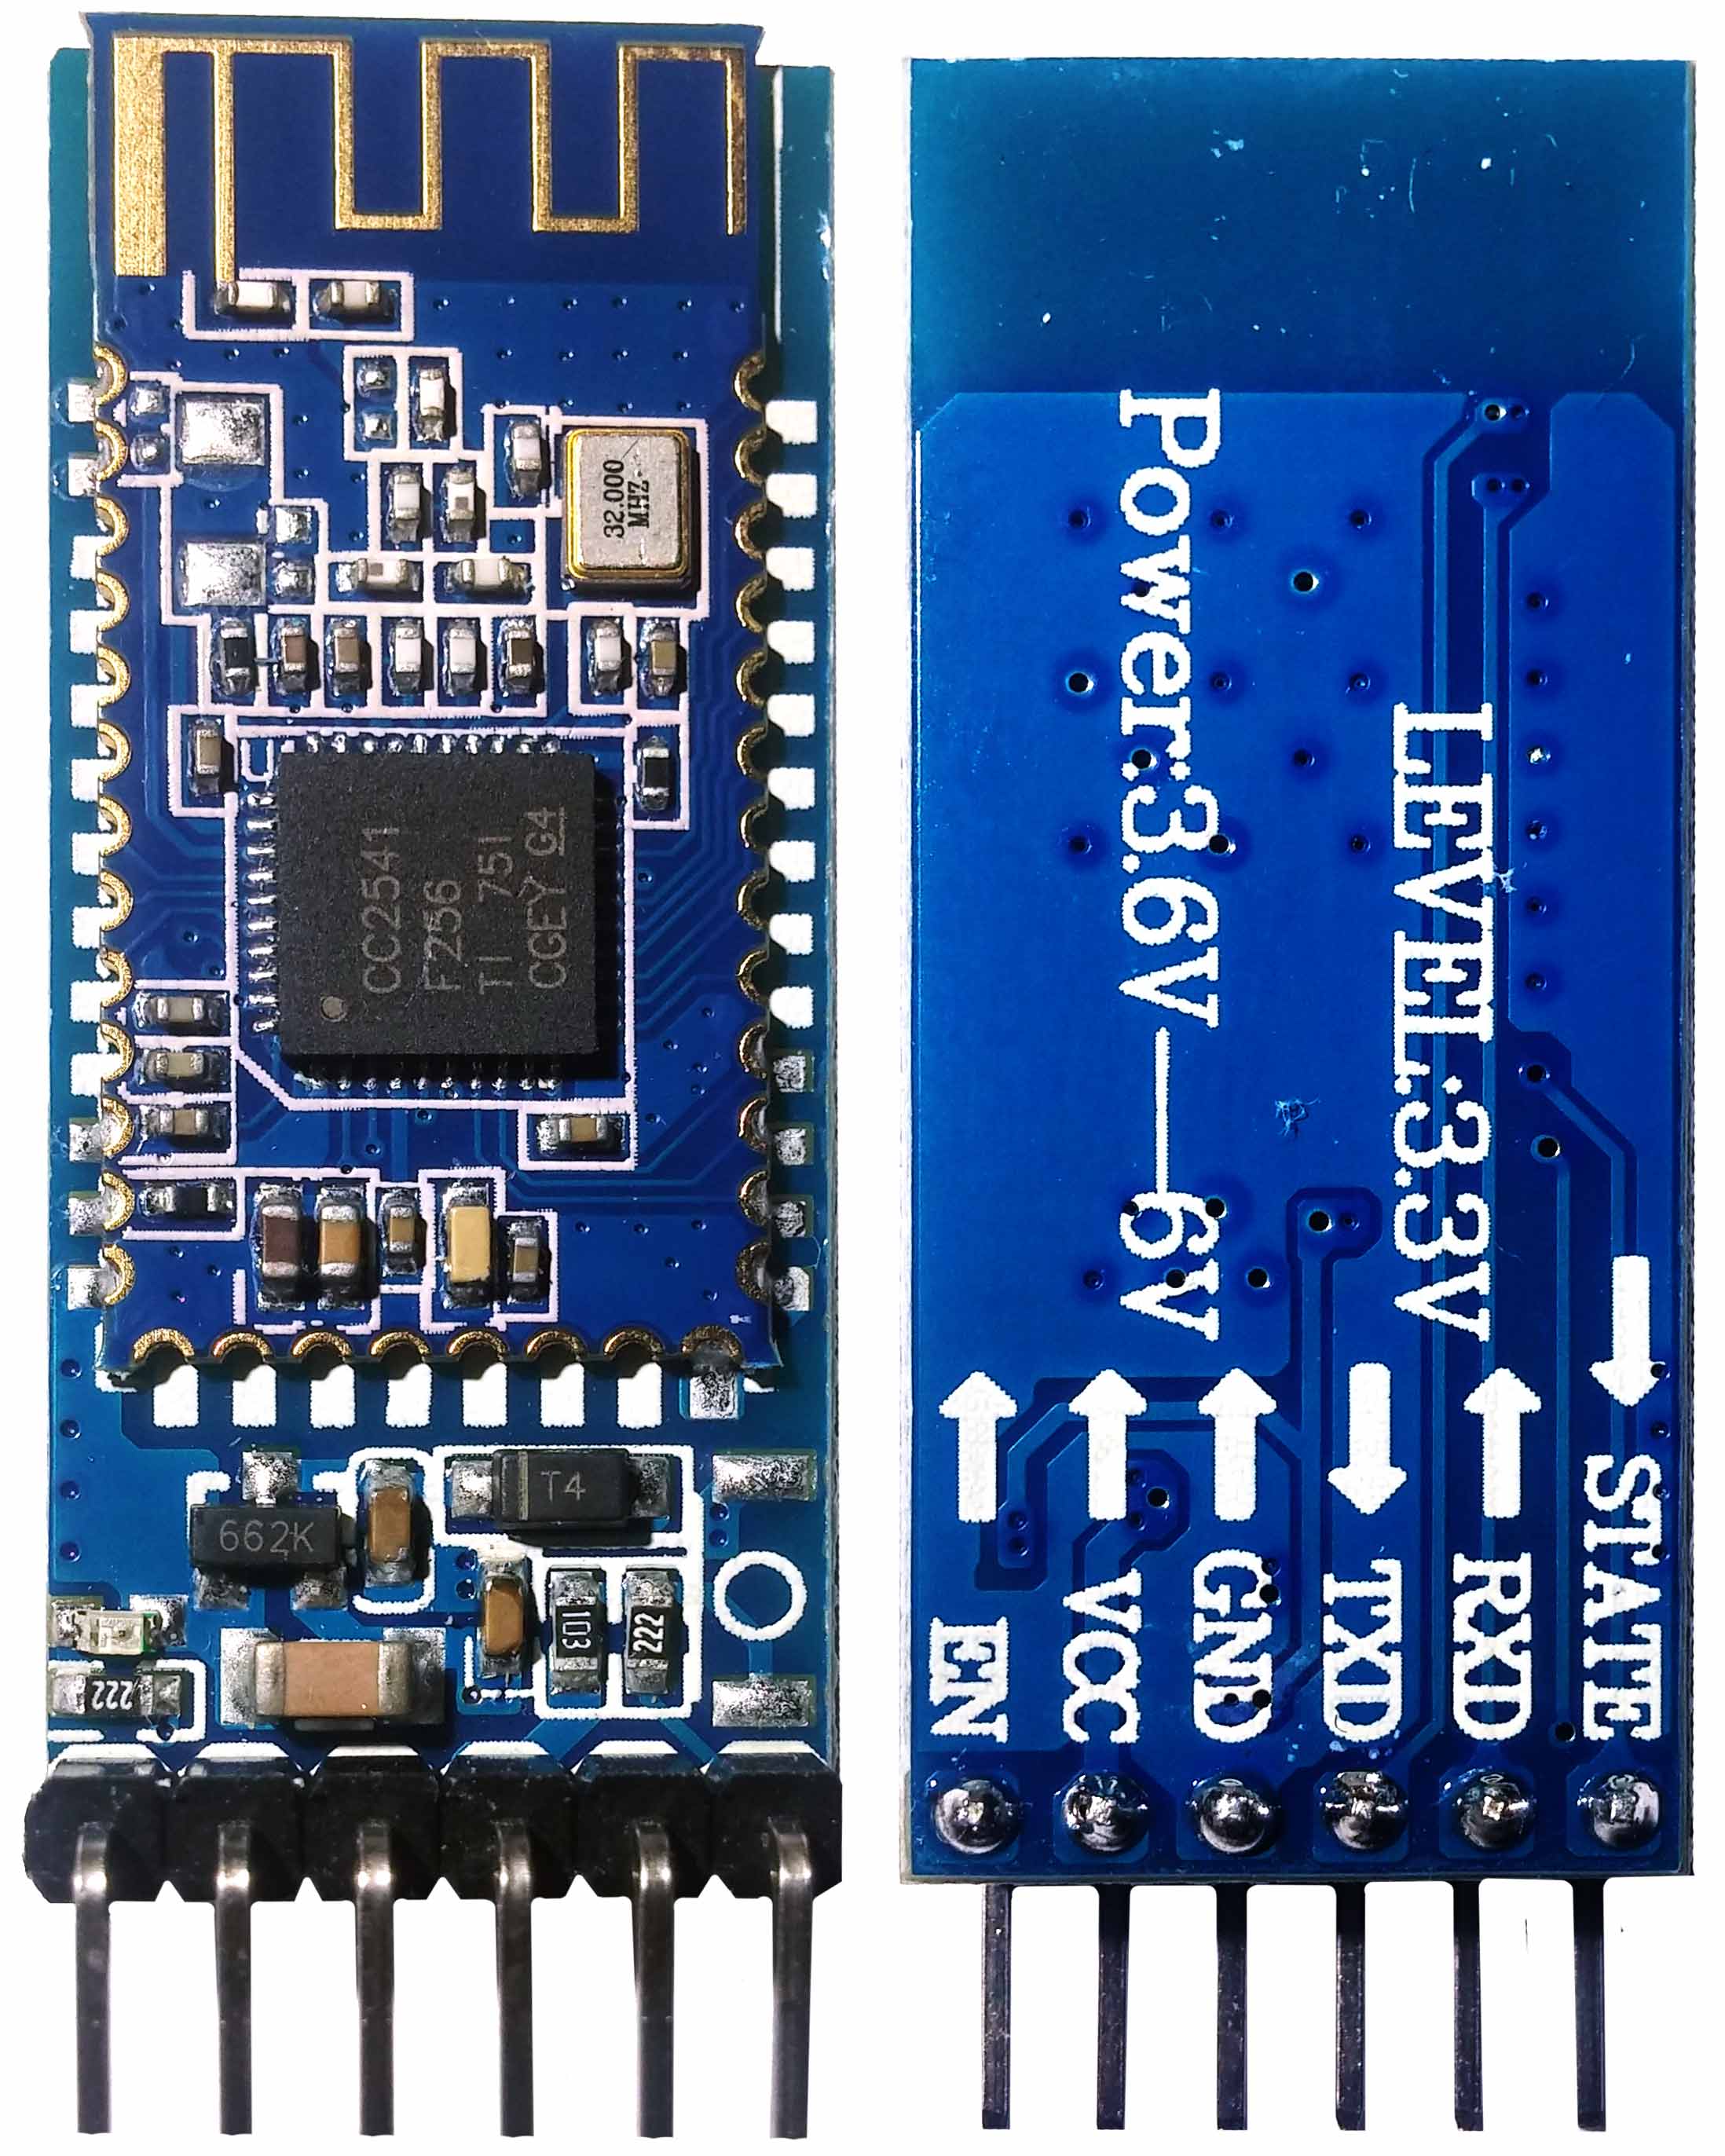 32.000
MHZ.
CC2541
F256
TI 751
CGEY G4
T4
662K
103
222
222
Power:3.6V—6V
LEVEL:3.3V
EN
VCC
GND
TXD
RXD
STATE